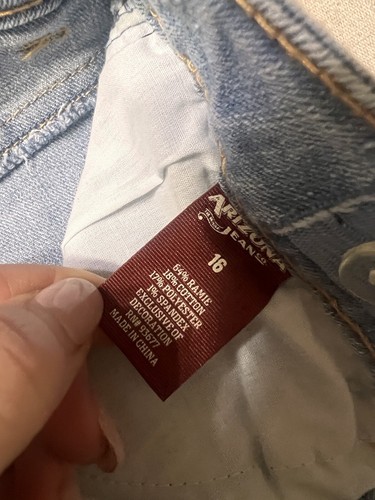 ARIZONA
JEAN CO
16
64% RAMIE
18% COTTON
17% POLYESTER
1% SPANDEX
EXCLUSIVE OF
DECORATION
RN# 93677
MADE IN CHINA